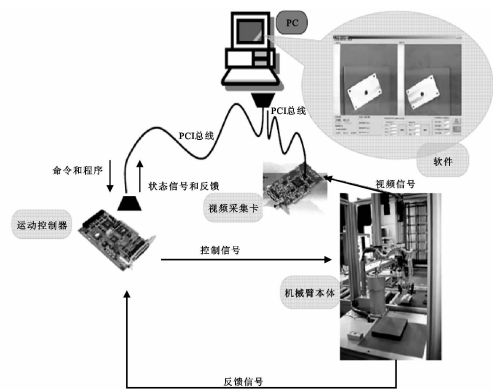 PC
PCI总线
PCI总线
软件
命令和程序
状态信号和反馈
视频信号
视频采集卡
运动控制器
控制信号
机械臂本体
反馈信号